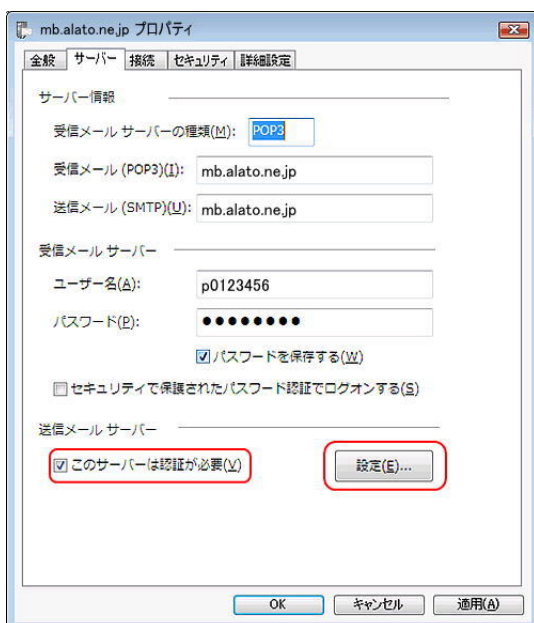 mb.alato.ne.jp プロパティ
全般 サーバー 接続 セキュリティ 詳細設定
サーバー情報
受信メール サーバーの種類(M): POP3
受信メール (POP3)(I): mb.alato.ne.jp
送信メール (SMTP)(U): mb.alato.ne.jp
受信メール サーバー
ユーザー名(A): p0123456
パスワード(P): ●●●●●●●●
パスワードを保存する(W)
セキュリティで保護されたパスワード認証でログオンする(S)
送信メール サーバー
このサーバーは認証が必要(V) 設定(E)...
OK キャンセル 適用(A)